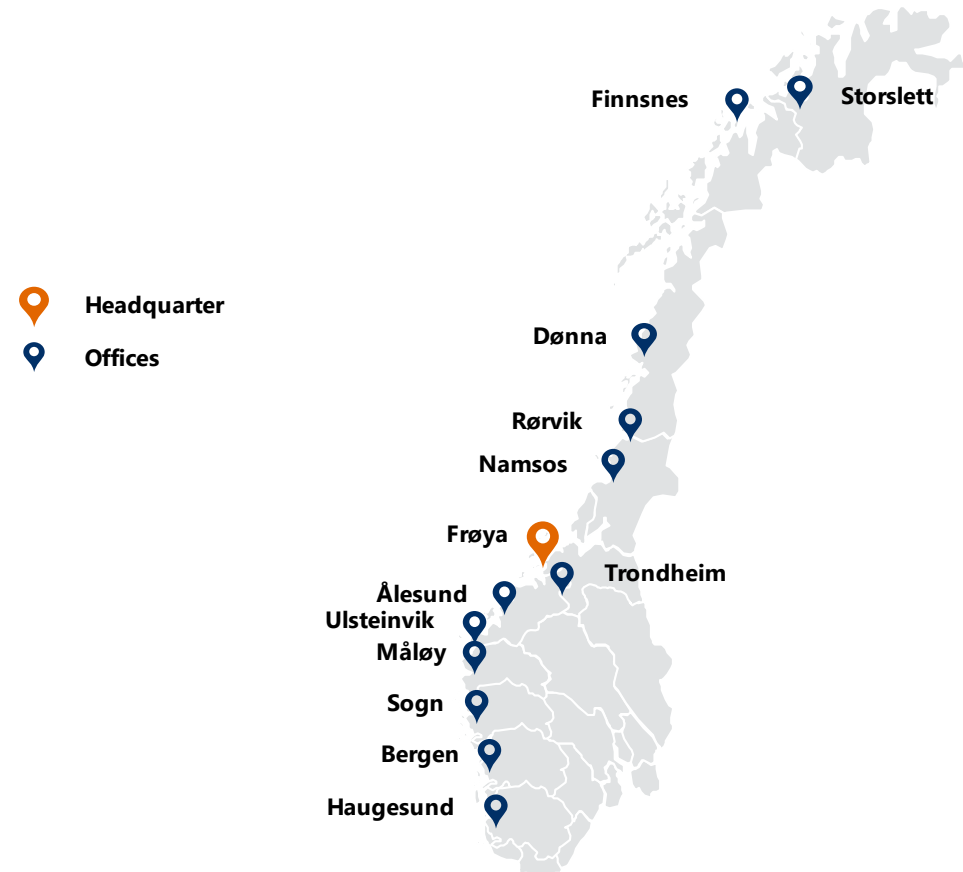 Finnsnes
Storslett
Headquarter
Offices
Dønna
Rørvik
Namsos
Frøya
Trondheim
Ålesund
Ulsteinvik
Måløy
Sogn
Bergen
Haugesund